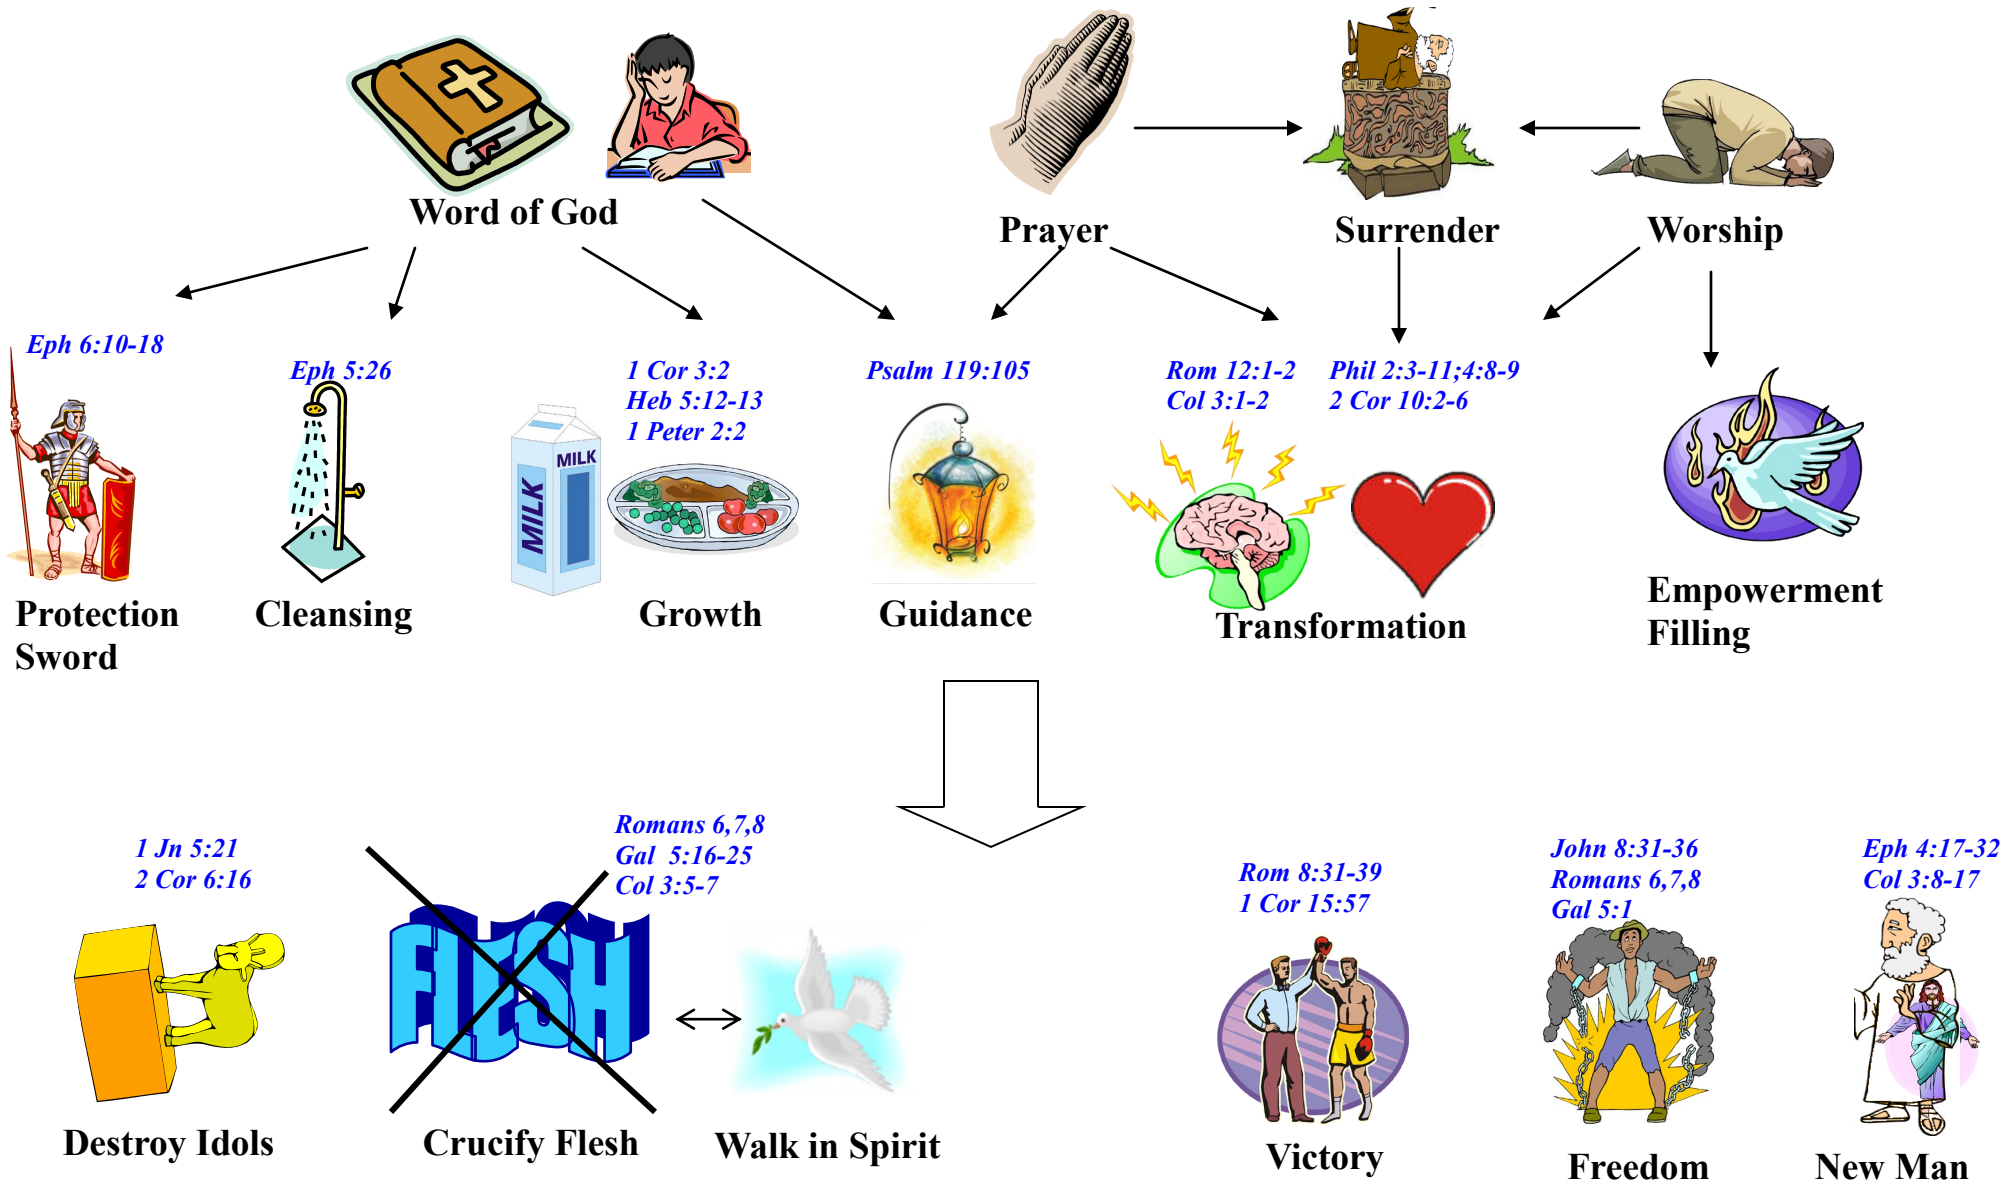 Word of God
Prayer
Surrender
Worship
Eph 6:10-18
Eph 5:26
1 Cor 3:2
Heb 5:12-13
1 Peter 2:2
Psalm 119:105
Rom 12:1-2
Col 3:1-2
Phil 2:3-11;4:8-9
2 Cor 10:2-6
MILK
MILK
Protection
Sword
Cleansing
Growth
Guidance
Transformation
Empowerment
Filling
1 Jn 5:21
2 Cor 6:16
Romans 6,7,8
Gal 5:16-25
Col 3:5-7
Rom 8:31-39
1 Cor 15:57
John 8:31-36
Romans 6,7,8
Gal 5:1
Eph 4:17-32
Col 3:8-17
FLESH
Destroy Idols
Crucify Flesh
Walk in Spirit
Victory
Freedom
New Man